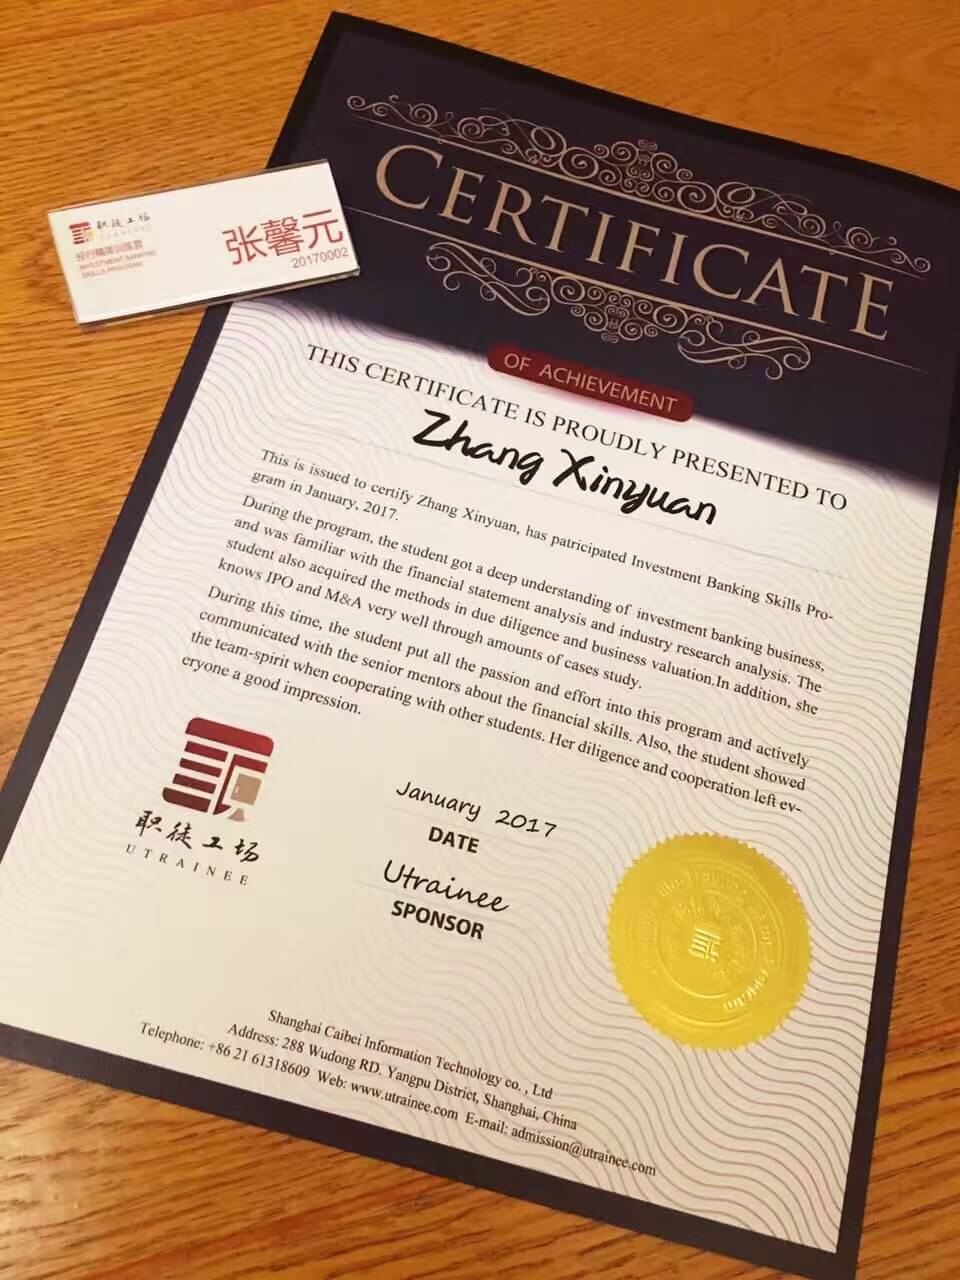 职徒工场
UTRAINEE
投行精英训练营
INVESTMENT BANKING
SKILLS PROGRAM
张馨元
20170002
CERTIFICATE
OF ACHIEVEMENT
THIS CERTIFICATE IS PROUDLY PRESENTED TO
Zhang Xinyuan
This is issued to certify Zhang Xinyuan, has patricipated Investment Banking Skills Pro-
gram in January, 2017.
During the program, the student got a deep understanding of investment banking business,
and was familiar with the financial statement analysis and industry research analysis. The
student also acquired the methods in due diligence and business valuation.In addition, she
knows IPO and M&A very well through amounts of cases study.
During this time, the student put all the passion and effort into this program and actively
communicated with the senior mentors about the financial skills. Also, the student showed
the team-spirit when cooperating with other students. Her diligence and cooperation left ev-
eryone a good impression.
职徒工场
UTRAINEE
January 2017
DATE
Utrainee
SPONSOR
Shanghai Caibei Information Technology co. , Ltd
Address: 288 Wudong RD. Yangpu District, Shanghai, China
Telephone: +86 21 61318609 Web: www.utrainee.com E-mail: admission@utrainee.com